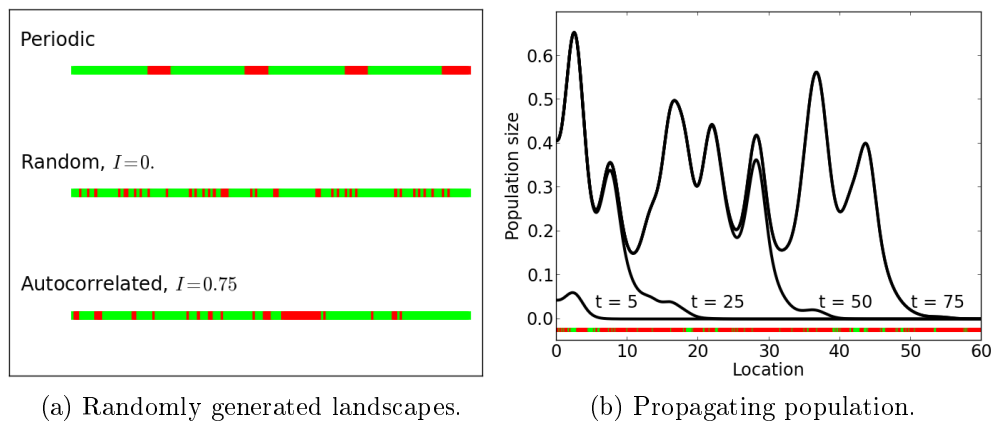 Periodic
Random, I=0.
Autocorrelated, I=0.75
(a) Randomly generated landscapes.
0.6
0.5
0.4
0.3
0.2
0.1
0.0
Population size
t = 5
t = 25
t = 50
t = 75
0
10
20
30
40
50
60
Location
(b) Propagating population.